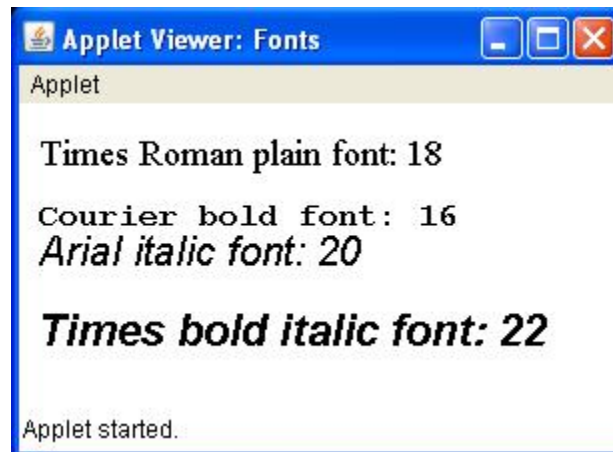 Applet Viewer: Fonts
Applet
Times Roman plain font: 18
Courier bold font: 16
Arial italic font: 20
Times bold italic font: 22
Applet started.